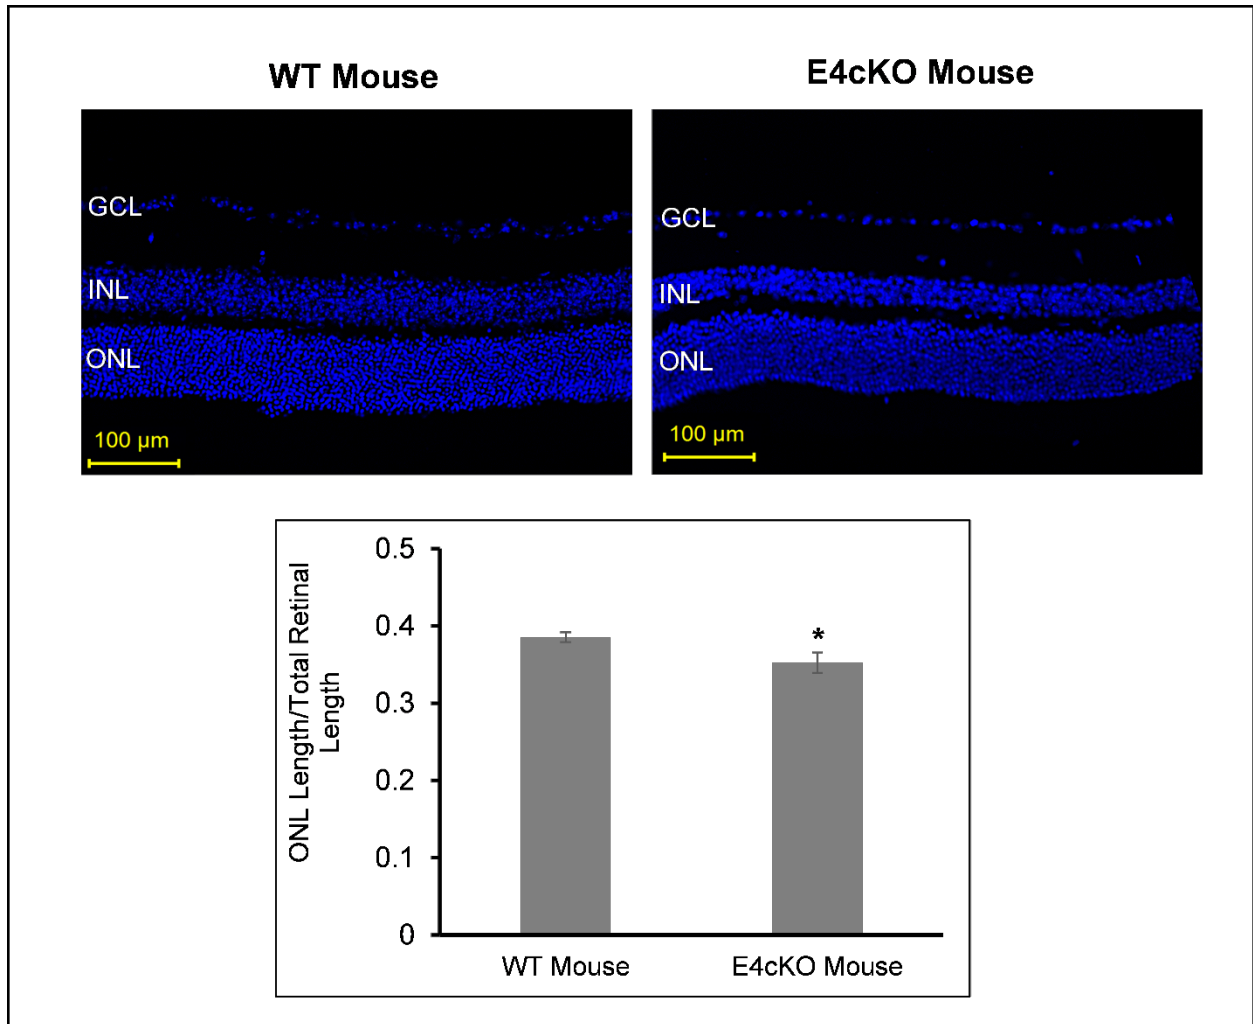 WT Mouse
E4cKO Mouse
GCL
INL
ONL
100 µm
GCL
INL
ONL
100 µm
ONL Length/Total Retinal
Length
0.5
0.4
0.3
0.2
0.1
0
*
WT Mouse
E4cKO Mouse